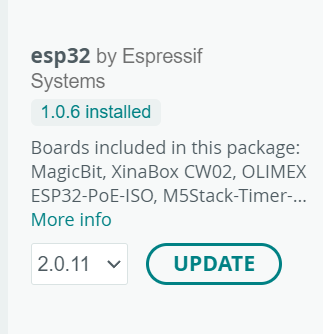 esp32 by Espressif
Systems
1.0.6 installed
Boards included in this package:
MagicBit, XinaBox CW02, OLIMEX
ESP32-PoE-ISO, M5Stack-Timer-...
More info
2.0.11 UPDATE